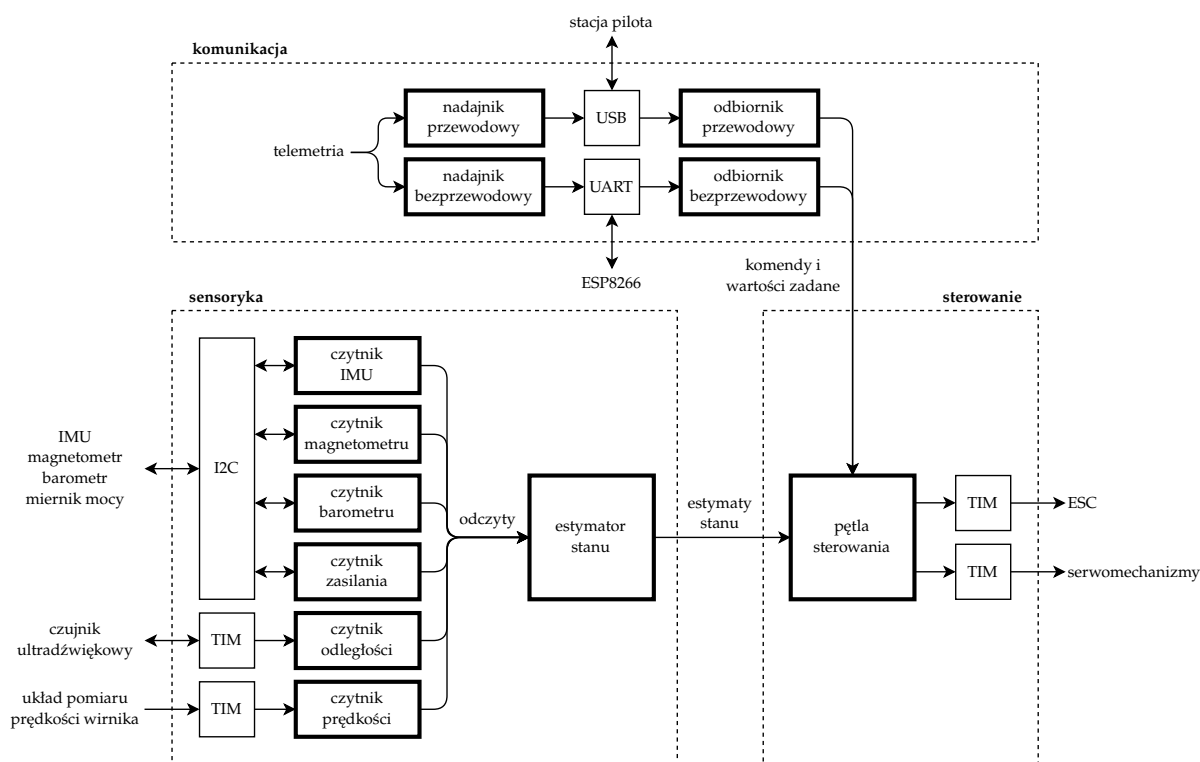 stacja pilota
komunikacja
nadajnik
przewodowy
USB
odbiornik
przewodowy
telemetria
nadajnik
bezprzewodowy
UART
odbiornik
bezprzewodowy
ESP8266
komendy i
wartości zadane
sensoryka
sterowanie
czytnik
IMU
czytnik
magnetometru
IMU
magnetometr
barometr
miernik mocy
I2C
czytnik
barometru
odczyty
estymator
stanu
estymaty
stanu
pętla
sterowania
TIM
ESC
TIM
serwomechanizmy
czytnik
zasilania
czujnik
ultradźwiękowy
TIM
czytnik
odległości
układ pomiaru
prędkości wirnika
TIM
czytnik
prędkości